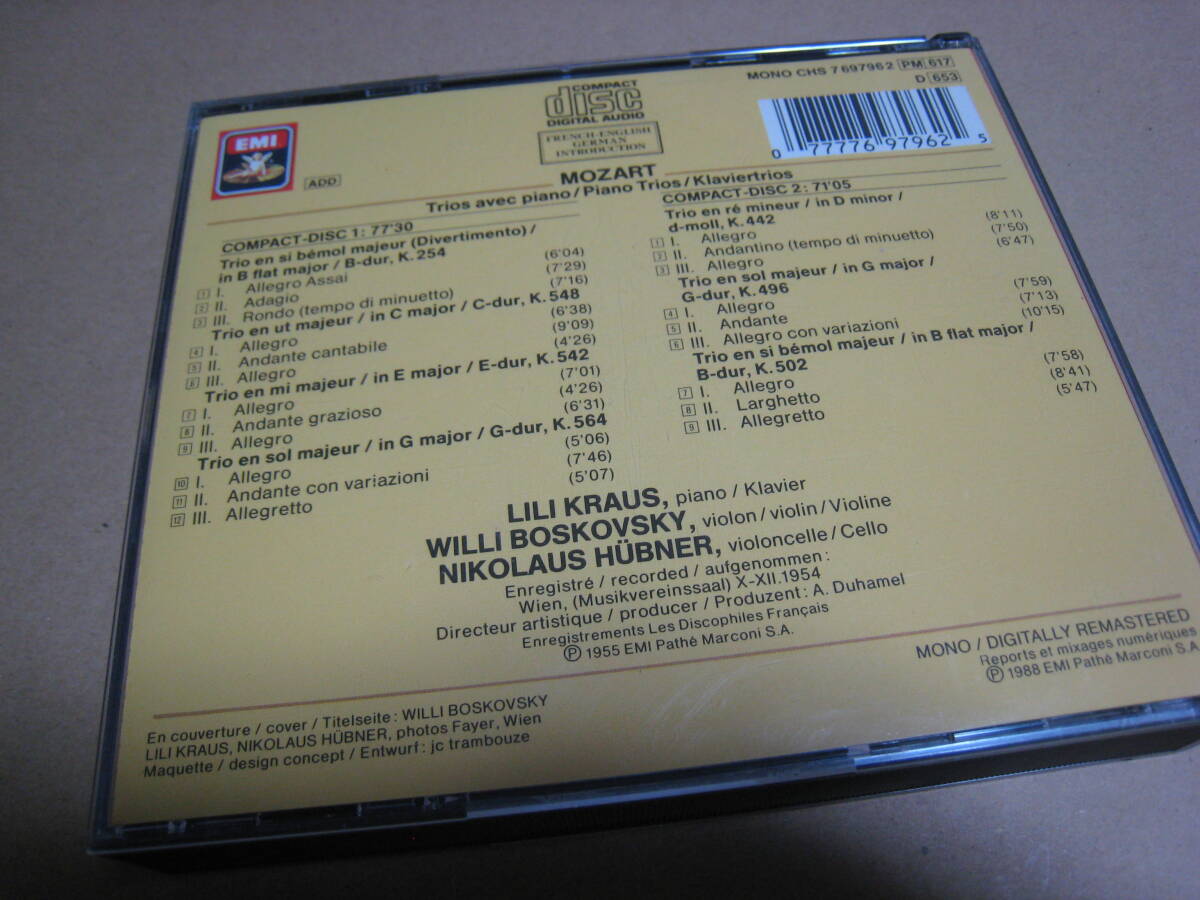 MONO CHS 7 697962 PM 617
D 653
COMPACT
disc
DIGITAL AUDIO
FRENCH-ENGLISH
GERMAN
INTRODUCTION
0 77776 97962 5
EMI
ADD
MOZART
Trios avec piano / Piano Trios / Klaviertrios
COMPACT-DISC 1 : 77'30
Trio en si bémol majeur (Divertimento) /
in B flat major / B-dur, K. 254
1 I. Allegro Assai (6'04)
2 II. Adagio (7'29)
3 III. Rondo (tempo di minuetto) (7'16)
Trio en ut majeur / in C major / C-dur, K. 548
4 I. Allegro (6'38)
5 II. Andante cantabile (9'09)
6 III. Allegro (4'26)
Trio en mi majeur / in E major / E-dur, K. 542
7 I. Allegro (7'01)
8 II. Andante grazioso (4'26)
9 III. Allegro (6'31)
Trio en sol majeur / in G major / G-dur, K. 564
10 I. Allegro (5'06)
11 II. Andante con variazioni (7'46)
12 III. Allegretto (5'07)
COMPACT-DISC 2 : 71'05
Trio en ré mineur / in D minor /
d-moll, K. 442
1 I. Allegro (8'11)
2 II. Andantino (tempo di minuetto) (7'50)
3 III. Allegro (6'47)
Trio en sol majeur / in G major /
G-dur, K. 496
4 I. Allegro (7'59)
5 II. Andante (7'13)
6 III. Allegro con variazioni (10'15)
Trio en si bémol majeur / in B flat major /
B-dur, K. 502
7 I. Allegro (7'58)
8 II. Larghetto (8'41)
9 III. Allegretto (5'47)
LILI KRAUS, piano / Klavier
WILLI BOSKOVSKY, violon / violin / Violine
NIKOLAUS HÜBNER, violoncelle / Cello
Enregistré / recorded / aufgenommen :
Wien, (Musikvereinssaal) X-XII. 1954
Directeur artistique / producer / Produzent : A. Duhamel
Enregistrements Les Discophiles Français
Ⓟ 1955 EMI Pathé Marconi S.A.
MONO / DIGITALLY REMASTERED
Reports et mixages numériques
Ⓟ 1988 EMI Pathé Marconi S.A
En couverture / cover / Titelseite : WILLI BOSKOVSKY
LILI KRAUS, NIKOLAUS HÜBNER, photos Fayer, Wien
Maquette / design concept / Entwurf : jc trambouze